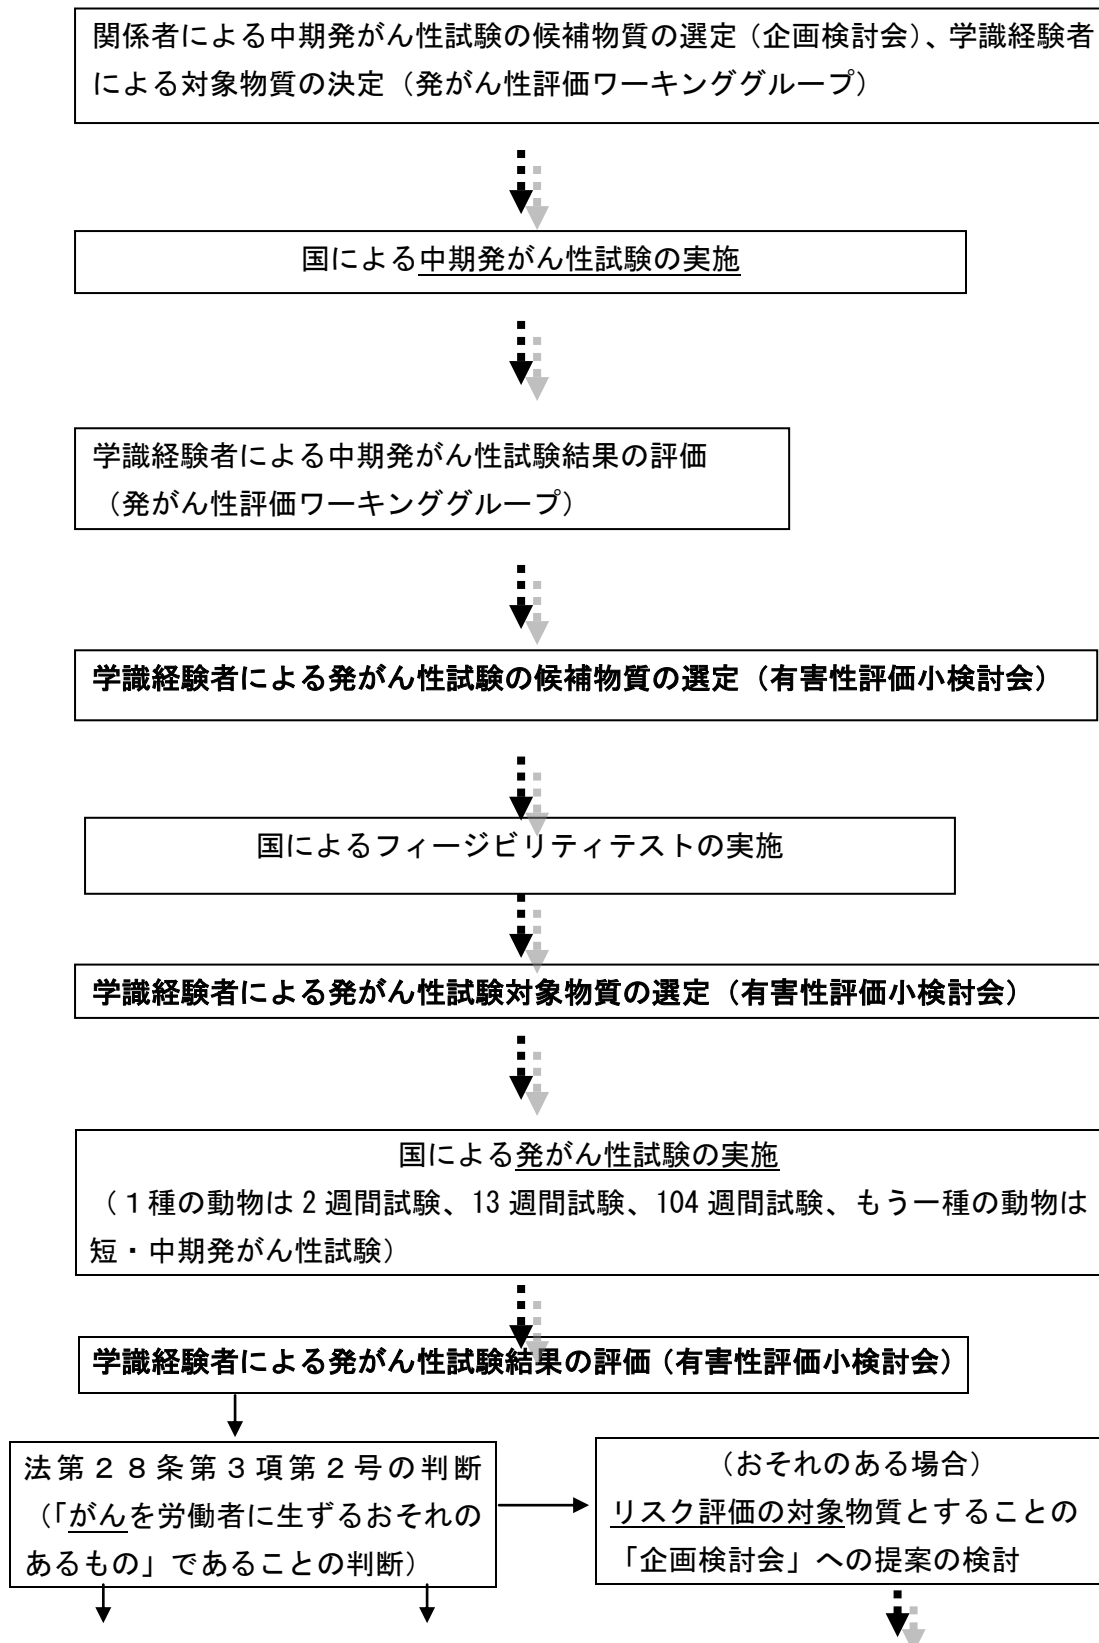 関係者による中期発がん性試験の候補物質の選定（企画検討会）、学識経験者
による対象物質の決定（発がん性評価ワーキンググループ）
国による中期発がん性試験の実施
学識経験者による中期発がん性試験結果の評価
（発がん性評価ワーキンググループ）
学識経験者による発がん性試験の候補物質の選定（有害性評価小検討会）
国によるフィージビリティテストの実施
学識経験者による発がん性試験対象物質の選定（有害性評価小検討会）
国による発がん性試験の実施
（１種の動物は２週間試験、13 週間試験、104 週間試験、もう一種の動物は
短・中期発がん性試験）
学識経験者による発がん性試験結果の評価（有害性評価小検討会）
法第２８条第３項第２号の判断
（「がんを労働者に生ずるおそれの
あるもの」であることの判断）
（おそれのある場合）
リスク評価の対象物質とすることの
「企画検討会」への提案の検討